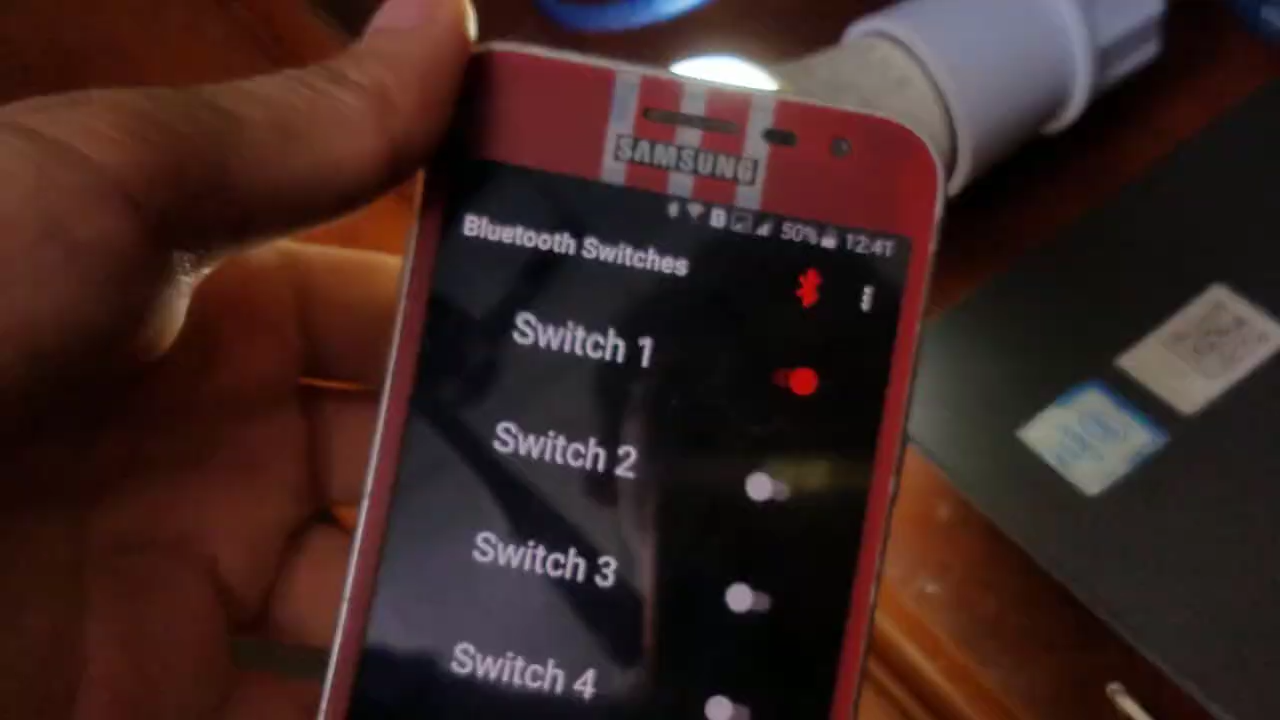 SAMSUNG
50% 12:41
Bluetooth Switches
Switch 1
Switch 2
Switch 3
Switch 4